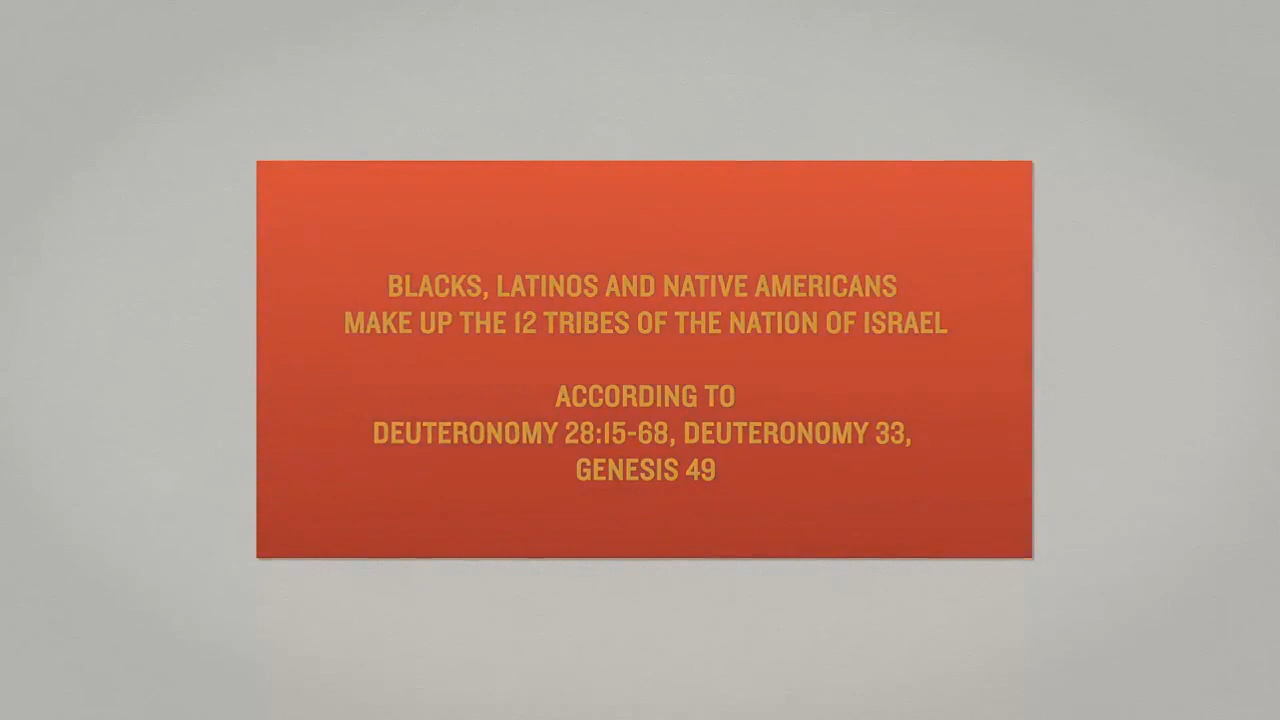 BLACKS, LATINOS AND NATIVE AMERICANS
MAKE UP THE 12 TRIBES OF THE NATION OF ISRAEL
ACCORDING TO
DEUTERONOMY 28:15-68, DEUTERONOMY 33,
GENESIS 49